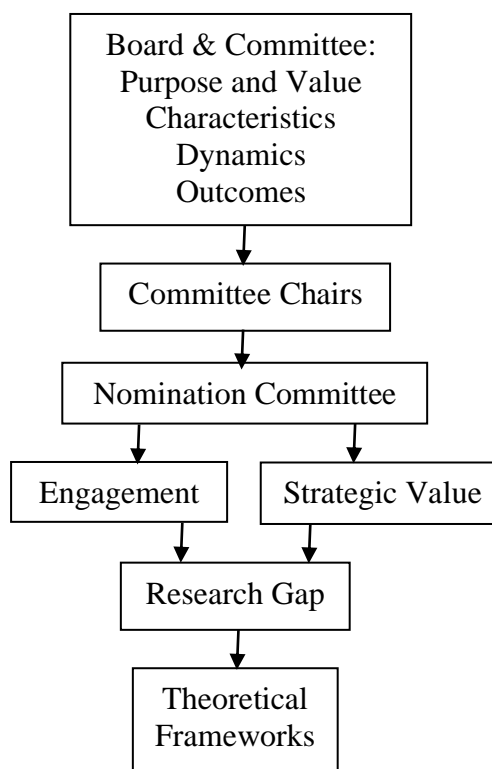 Board & Committee:
Purpose and Value
Characteristics
Dynamics
Outcomes
Committee Chairs
Nomination Committee
Engagement
Strategic Value
Research Gap
Theoretical
Frameworks